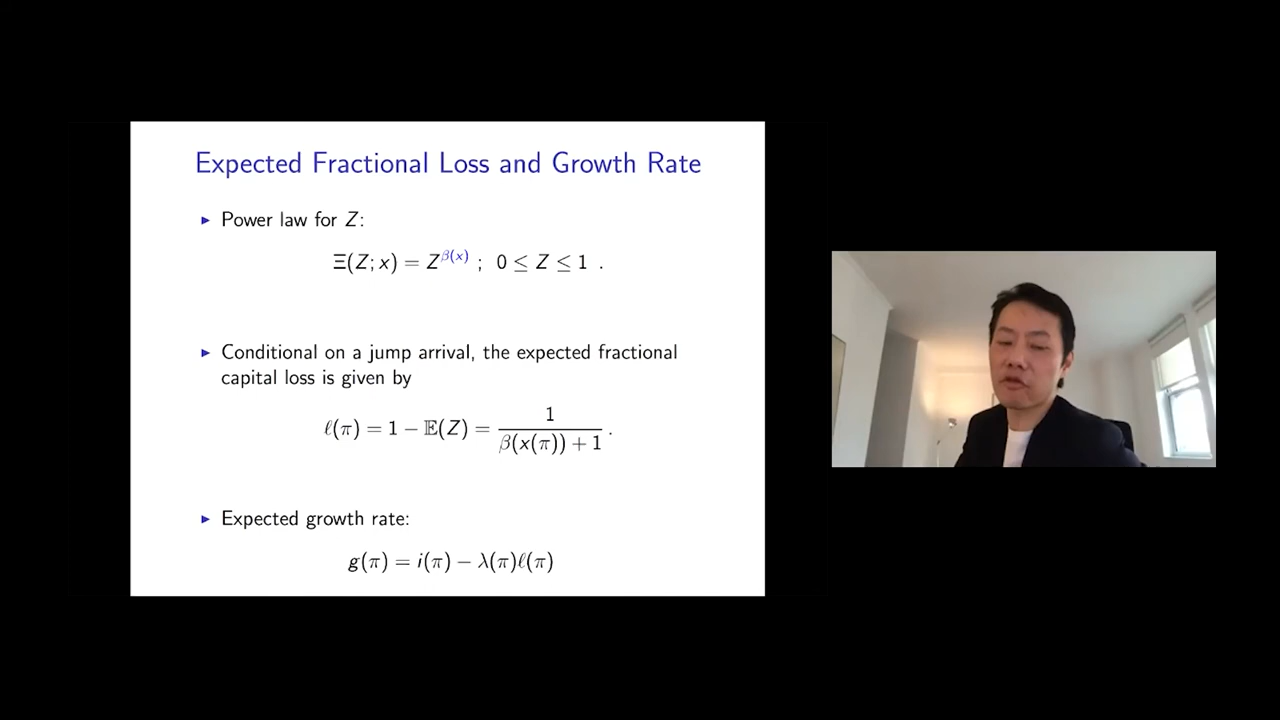 Expected Fractional Loss and Growth Rate
▶ Power law for Z:
Ξ(Z; x) = Z^{β(x)} ; 0 ≤ Z ≤ 1 .
▶ Conditional on a jump arrival, the expected fractional
capital loss is given by
ℓ(π) = 1 − 𝔼(Z) = \frac{1}{β(x(π)) + 1} .
▶ Expected growth rate:
g(π) = i(π) − λ(π)ℓ(π)